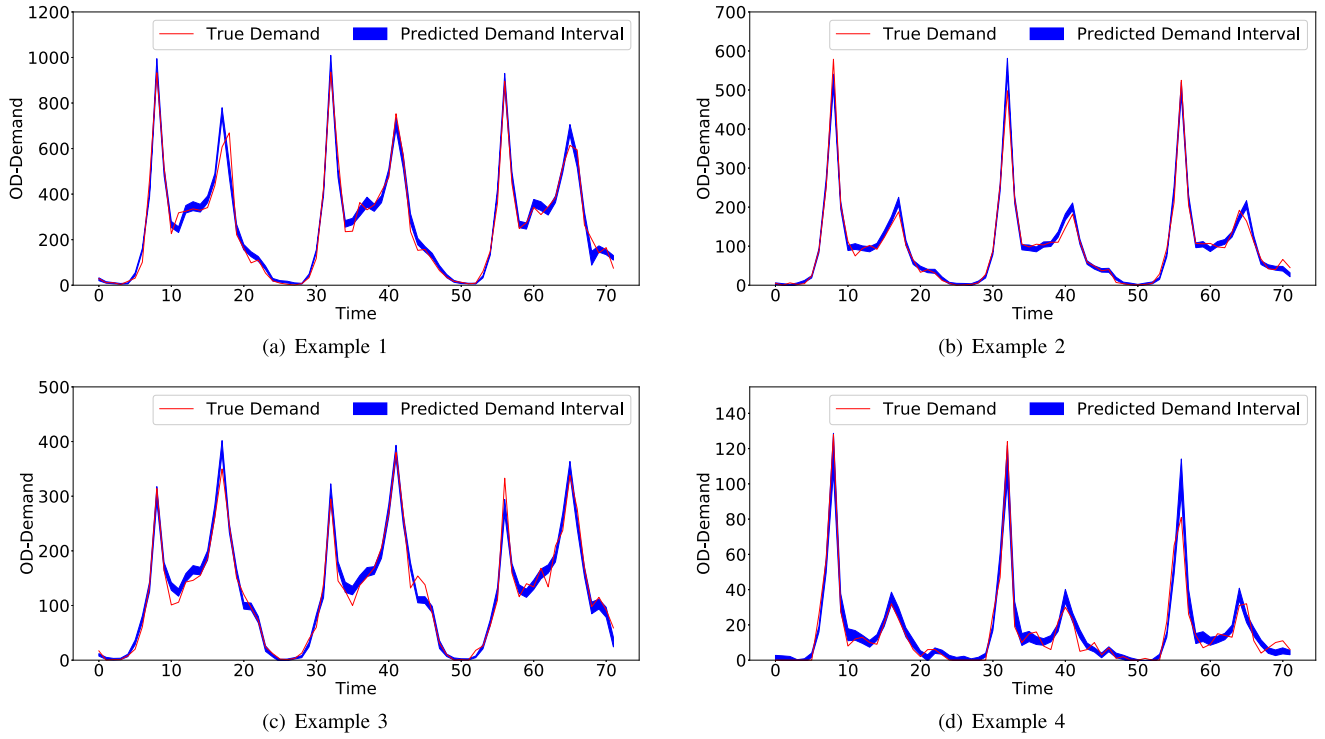 True Demand Predicted Demand Interval
1200
1000
800
600
400
200
0
OD-Demand
0 10 20 30 40 50 60 70
Time
(a) Example 1
True Demand Predicted Demand Interval
700
600
500
400
300
200
100
0
OD-Demand
0 10 20 30 40 50 60 70
Time
(b) Example 2
True Demand Predicted Demand Interval
500
400
300
200
100
0
OD-Demand
0 10 20 30 40 50 60 70
Time
(c) Example 3
True Demand Predicted Demand Interval
140
120
100
80
60
40
20
0
OD-Demand
0 10 20 30 40 50 60 70
Time
(d) Example 4